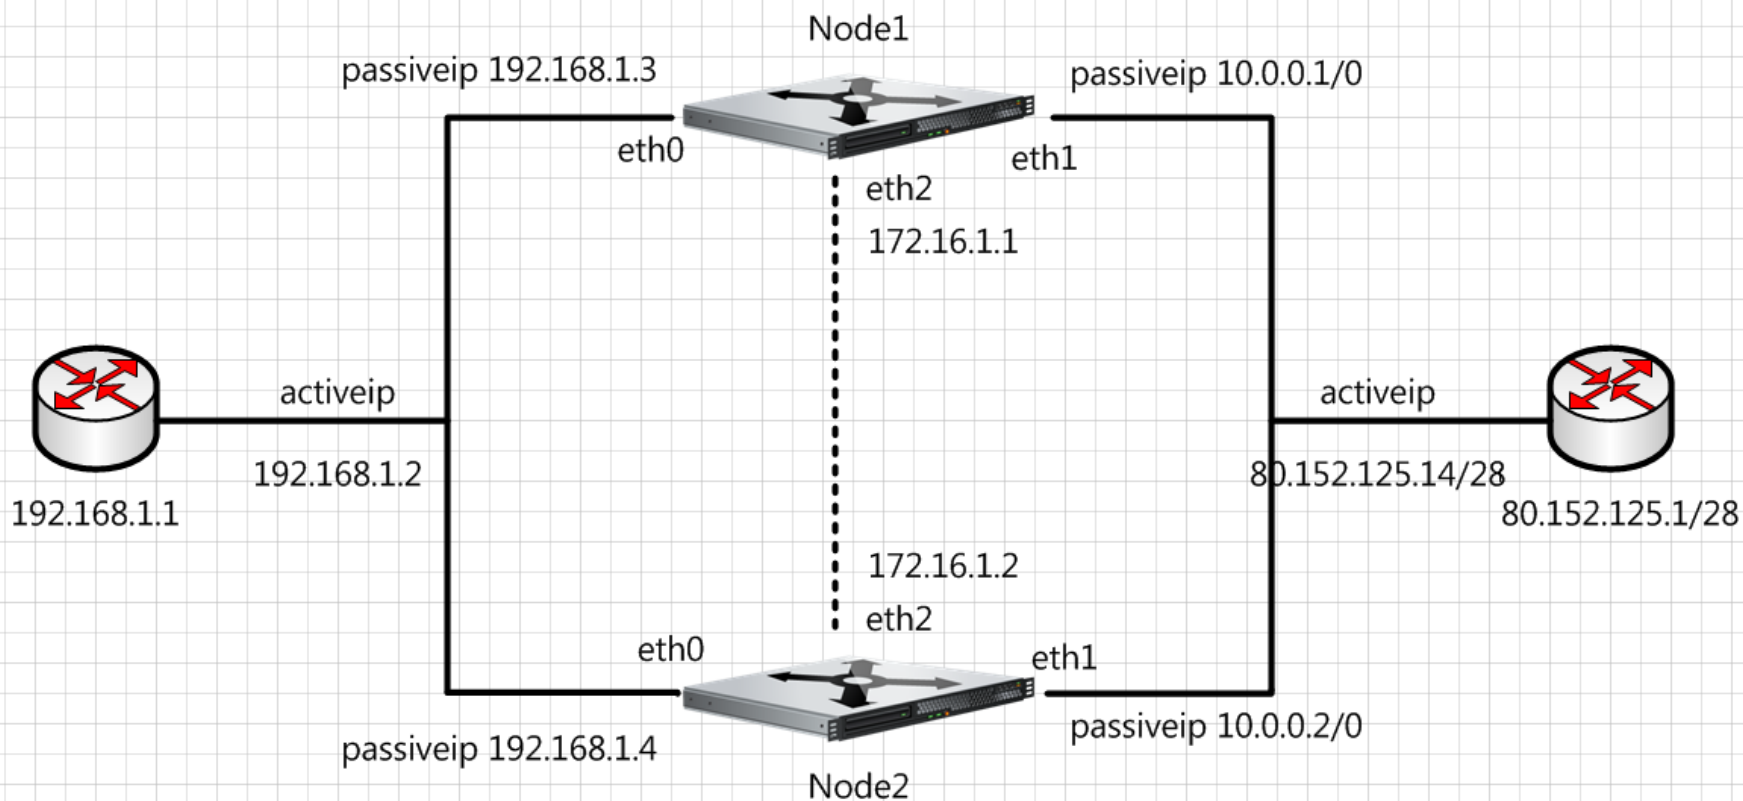 Node1
passiveip 192.168.1.3
passiveip 10.0.0.1/0
eth0
eth1
eth2
172.16.1.1
activeip
activeip
192.168.1.2
80.152.125.14/28
192.168.1.1
80.152.125.1/28
172.16.1.2
eth2
eth0
eth1
passiveip 192.168.1.4
passiveip 10.0.0.2/0
Node2